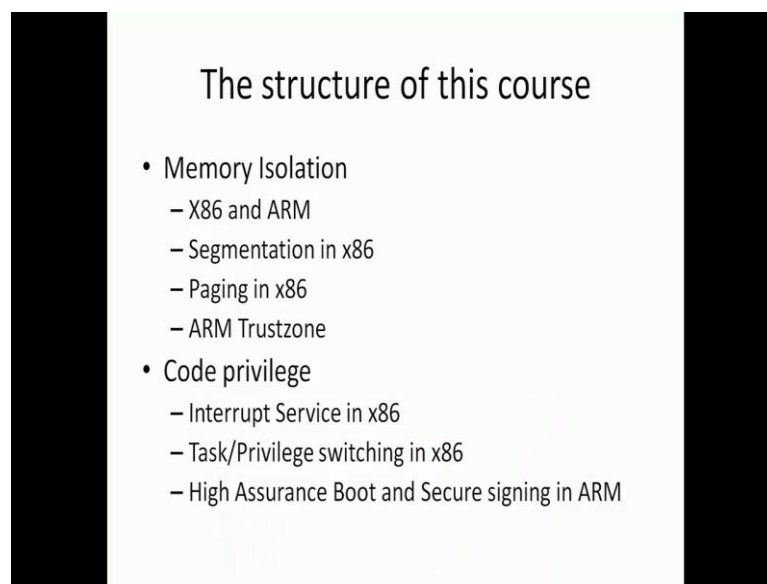 The structure of this course
• Memory Isolation
– X86 and ARM
– Segmentation in x86
– Paging in x86
– ARM Trustzone
• Code privilege
– Interrupt Service in x86
– Task/Privilege switching in x86
– High Assurance Boot and Secure signing in ARM